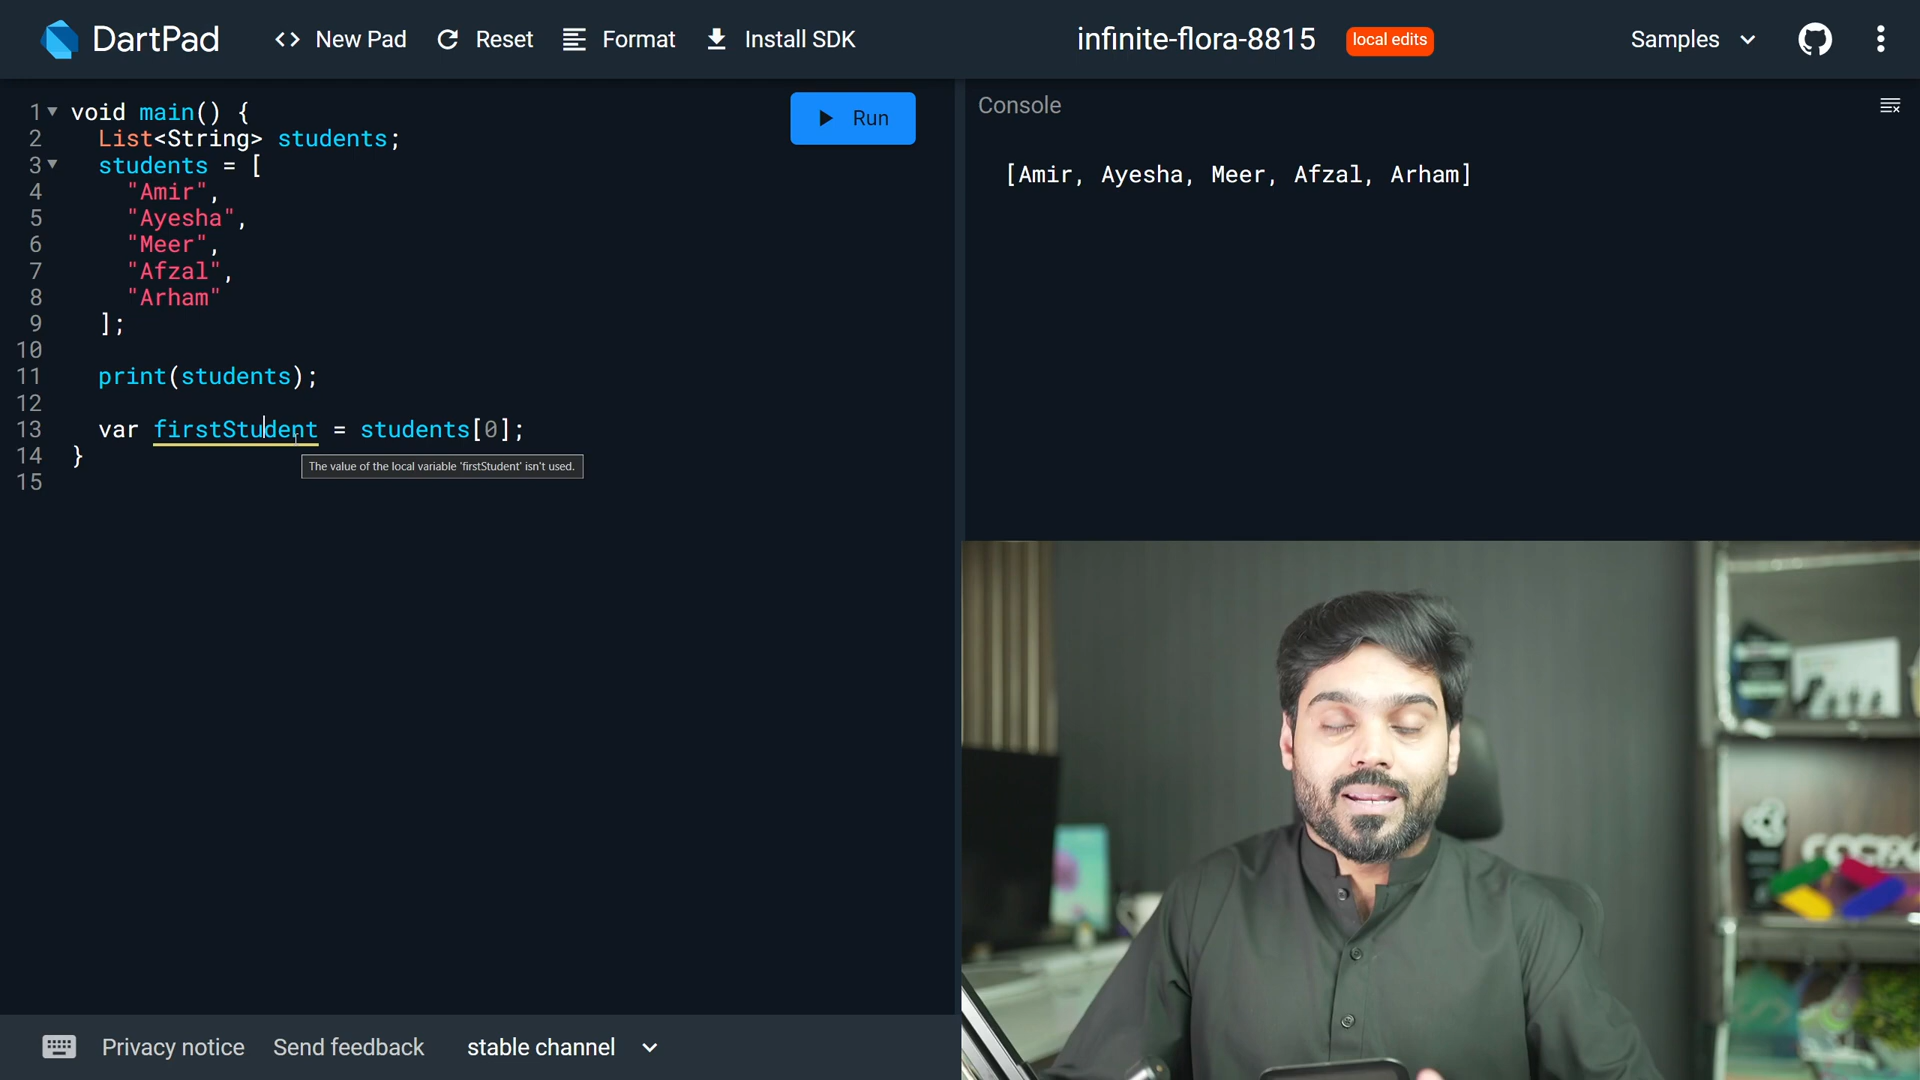 DartPad
<> New Pad
Reset
Format
Install SDK
infinite-flora-8815
local edits
Samples
1 void main() {
2 List<String> students;
3 students = [
4 "Amir",
5 "Ayesha",
6 "Meer",
7 "Afzal",
8 "Arham"
9 ];
10
11 print(students);
12
13 var firstStudent = students[0];
14 }
15
The value of the local variable 'firstStudent' isn't used.
Run
Console
[Amir, Ayesha, Meer, Afzal, Arham]
Privacy notice
Send feedback
stable channel